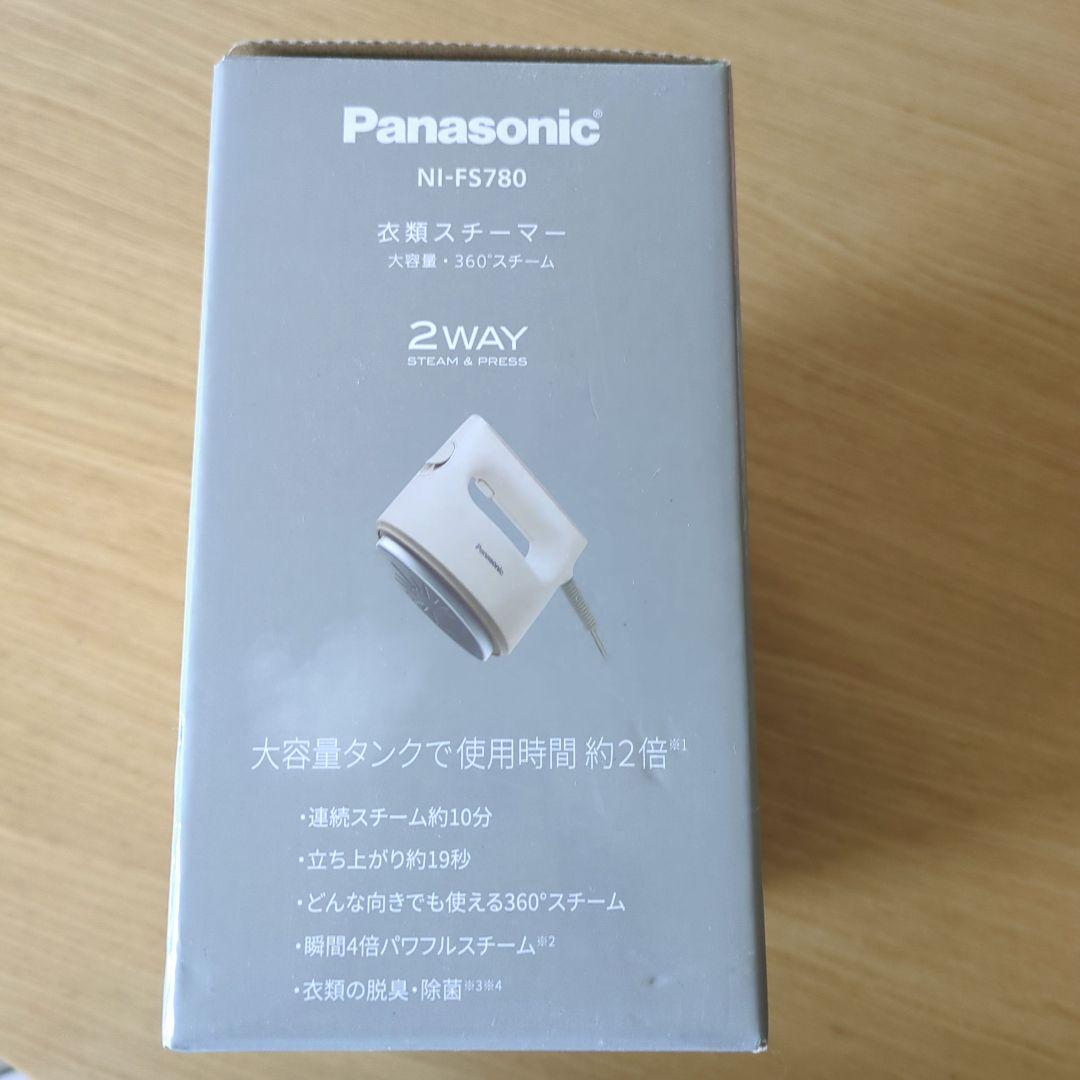 Panasonic®
NI-FS780
衣類スチーマー
大容量・360°スチーム
2WAY
STEAM & PRESS
Panasonic
大容量タンクで使用時間 約2倍※1
・連続スチーム約10分
・立ち上がり約19秒
・どんな向きでも使える360°スチーム
・瞬間4倍パワフルスチーム※2
・衣類の脱臭・除菌※3※4